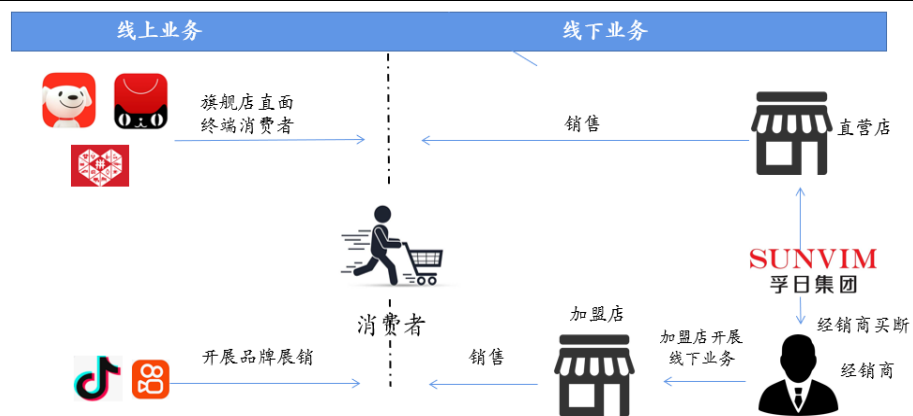 线上业务
线下业务
旗舰店直面
终端消费者
销售
直营店
拼
SUNVIM
孚日集团
消费者
加盟店
经销商买断
加盟店开展
线下业务
经销商
开展品牌展销
销售